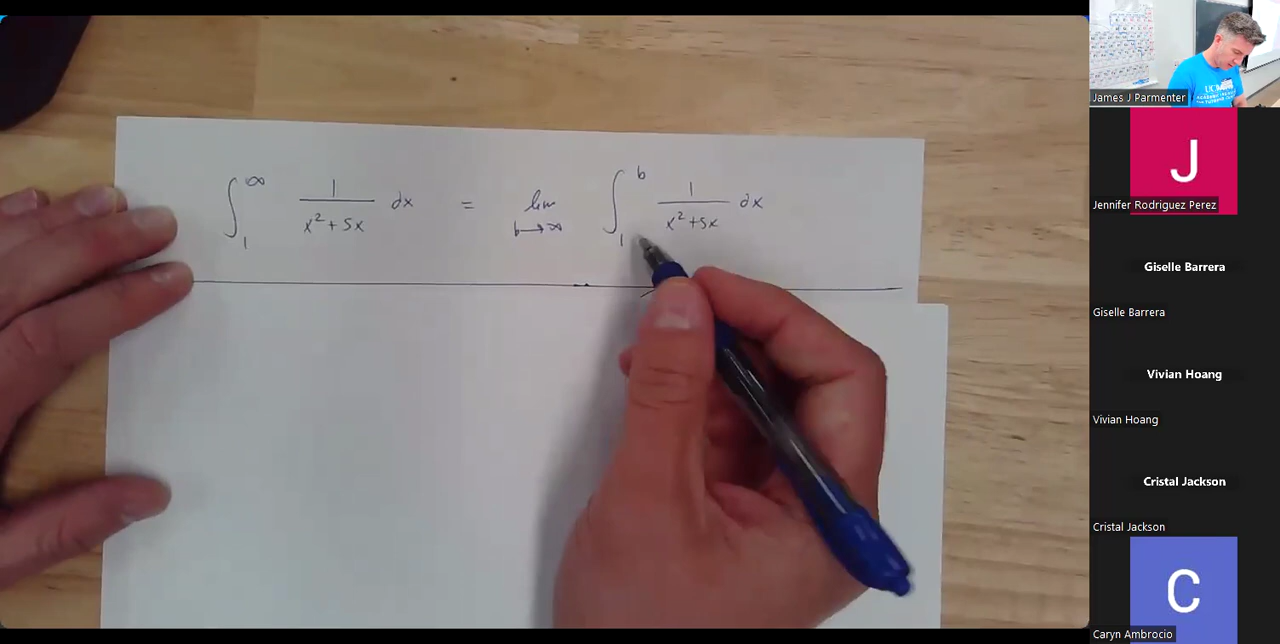 ∫₁^∞ 1/(x²+5x) dx = lim b→∞ ∫₁^b 1/(x²+5x) dx
James J Parmenter
J
Jennifer Rodriguez Perez
Giselle Barrera
Giselle Barrera
Vivian Hoang
Vivian Hoang
Cristal Jackson
Cristal Jackson
C
Caryn Ambrocio